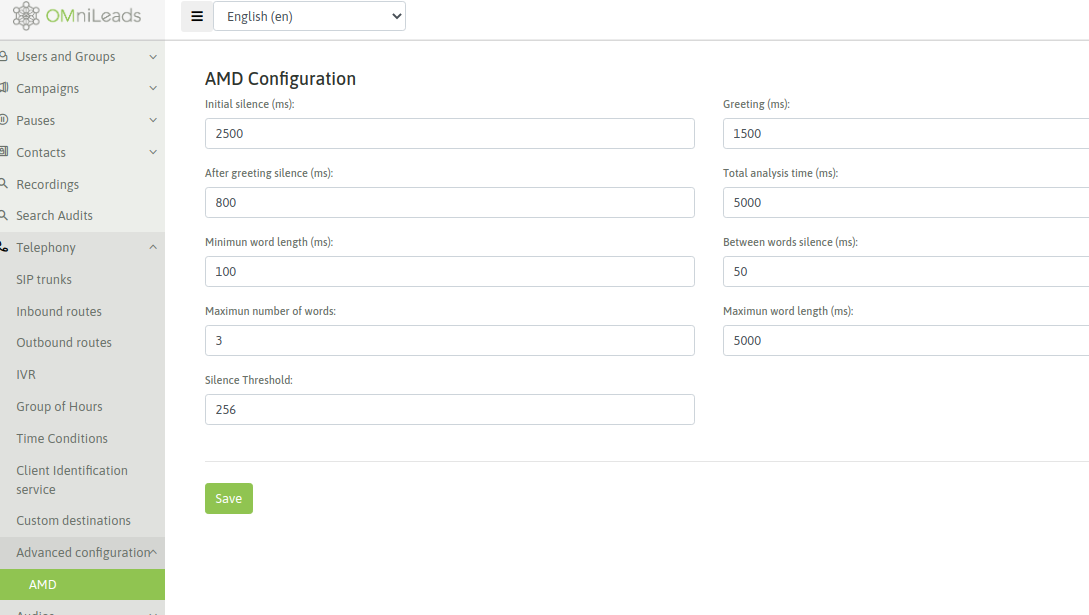 OMniLeads
English (en)
Users and Groups
Campaigns
Pauses
Contacts
Recordings
Search Audits
Telephony
SIP trunks
Inbound routes
Outbound routes
IVR
Group of Hours
Time Conditions
Client Identification
service
Custom destinations
Advanced configuration
AMD
AMD Configuration
Initial silence (ms):
Greeting (ms):
2500
1500
After greeting silence (ms):
Total analysis time (ms):
800
5000
Minimun word length (ms):
Between words silence (ms):
100
50
Maximun number of words:
Maximun word length (ms):
3
5000
Silence Threshold:
256
Save